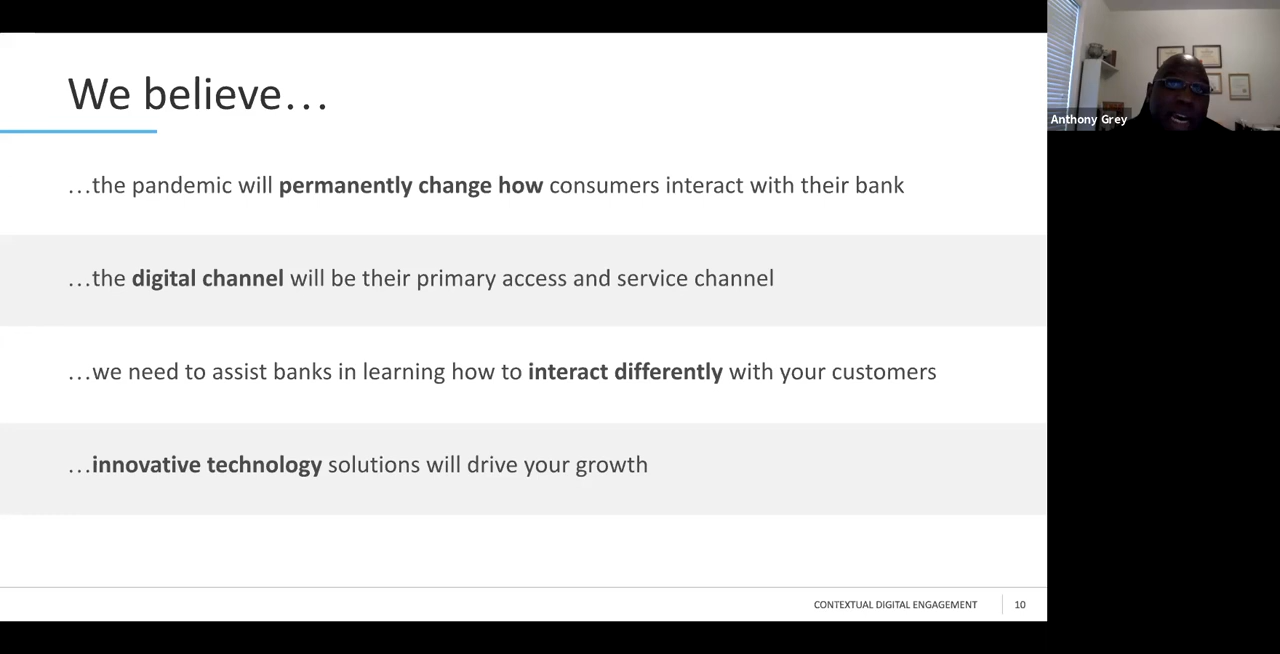 We believe…
…the pandemic will permanently change how consumers interact with their bank
…the digital channel will be their primary access and service channel
…we need to assist banks in learning how to interact differently with your customers
…innovative technology solutions will drive your growth
CONTEXTUAL DIGITAL ENGAGEMENT 10
Anthony Grey